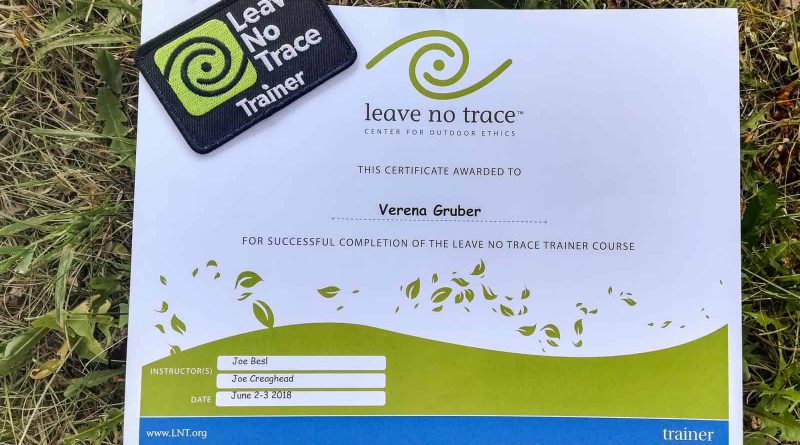 Leave
No
Trace
Trainer
leave no trace™
CENTER FOR OUTDOOR ETHICS
THIS CERTIFICATE AWARDED TO
Verena Gruber
FOR SUCCESSFUL COMPLETION OF THE LEAVE NO TRACE TRAINER COURSE
INSTRUCTOR(S) Joe Besl
Joe Creaghead
DATE June 2-3 2018
www.LNT.org trainer